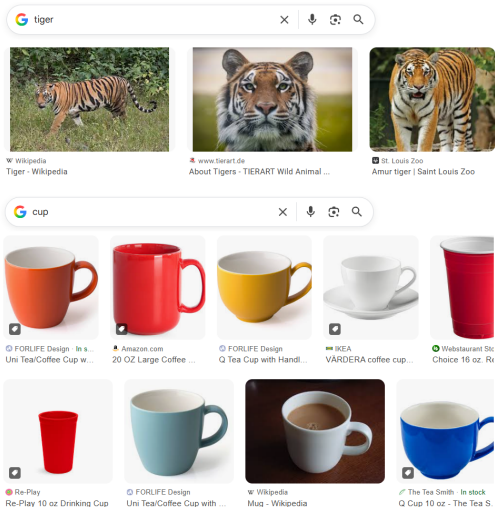 tiger
Wikipedia
Tiger - Wikipedia
www.tierart.de
About Tigers - TIERART Wild Animal ...
St. Louis Zoo
Amur tiger | Saint Louis Zoo
cup
FORLIFE Design · In s...
Uni Tea/Coffee Cup w...
Amazon.com
20 OZ Large Coffee ...
FORLIFE Design
Q Tea Cup with Handl...
IKEA
VÄRDERA coffee cup...
Webstaurant Sto
Choice 16 oz. Re
Re-Play
Re-Play 10 oz Drinking Cup
FORLIFE Design
Uni Tea/Coffee Cup with ...
Wikipedia
Mug - Wikipedia
The Tea Smith · In stock
Q Cup 10 oz - The Tea S